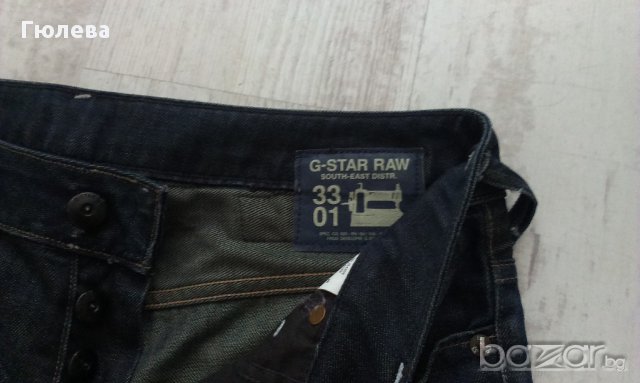 Гюлева
G-STAR RAW
SOUTH-EAST DISTR.
33
01
bazar.bg